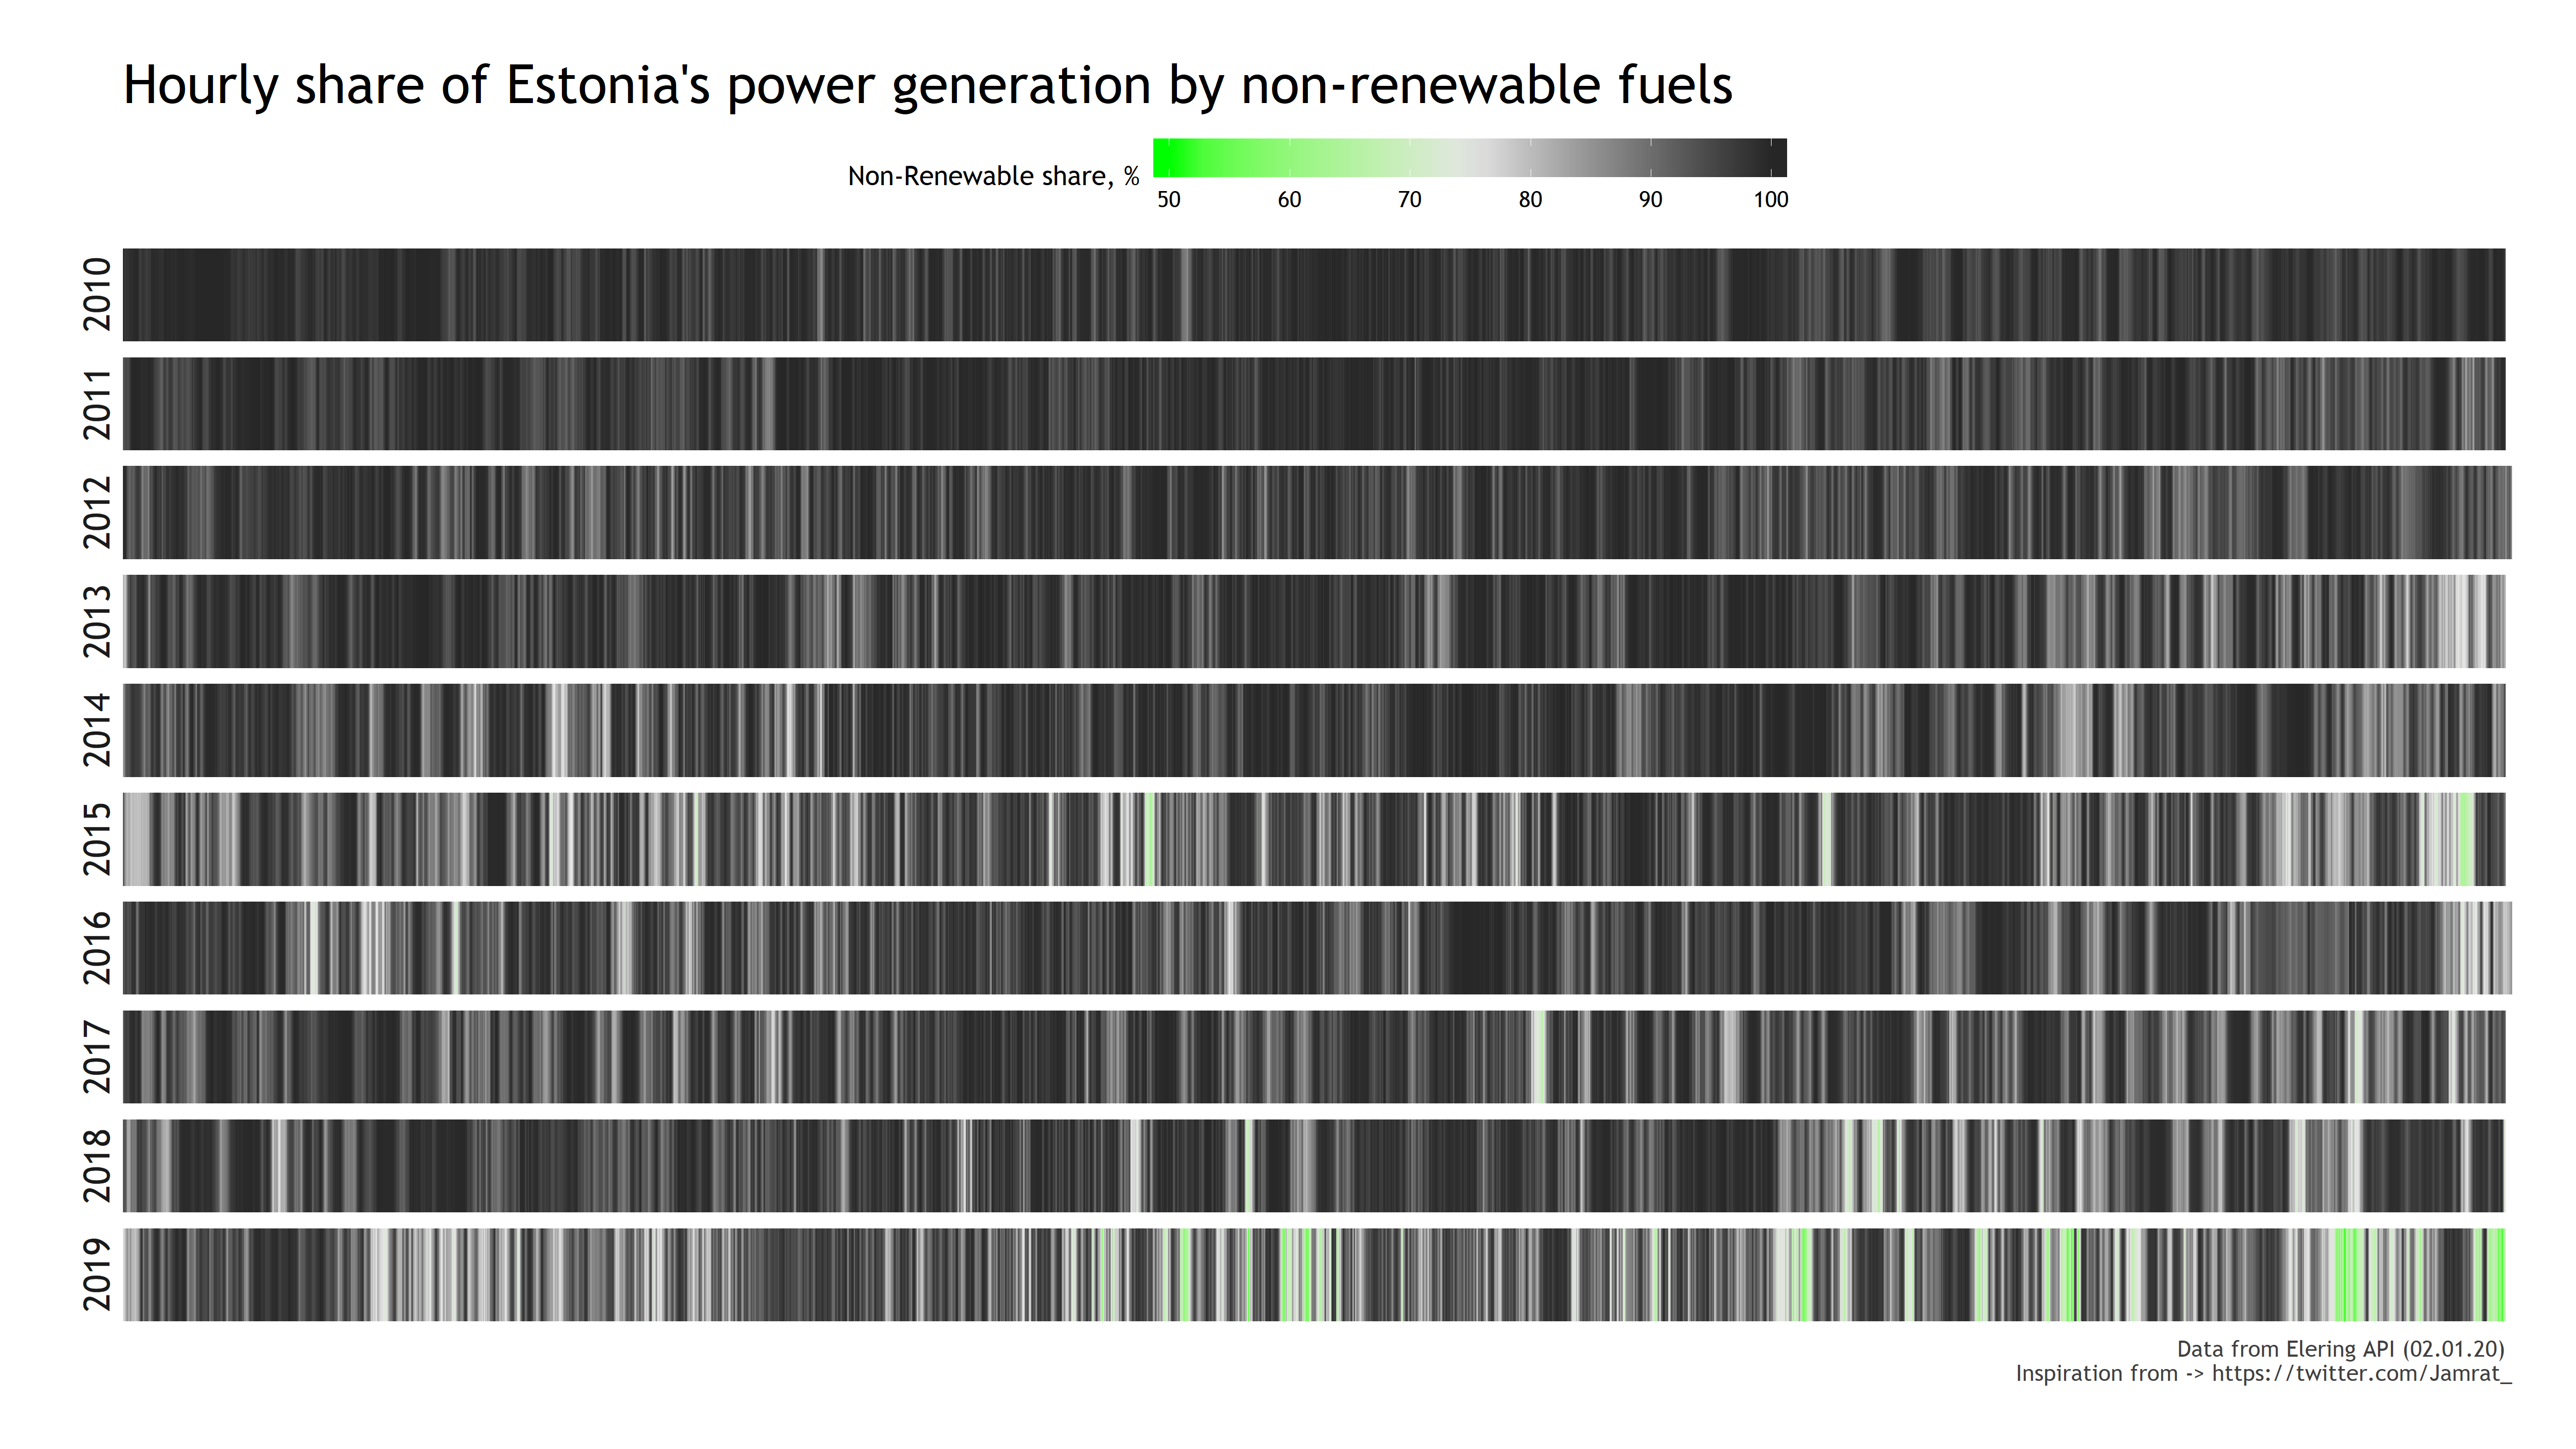 Hourly share of Estonia's power generation by non-renewable fuels
Non-Renewable share, %
50 60 70 80 90 100
2010
2011
2012
2013
2014
2015
2016
2017
2018
2019
Data from Elering API (02.01.20)
Inspiration from -> https://twitter.com/Jamrat_